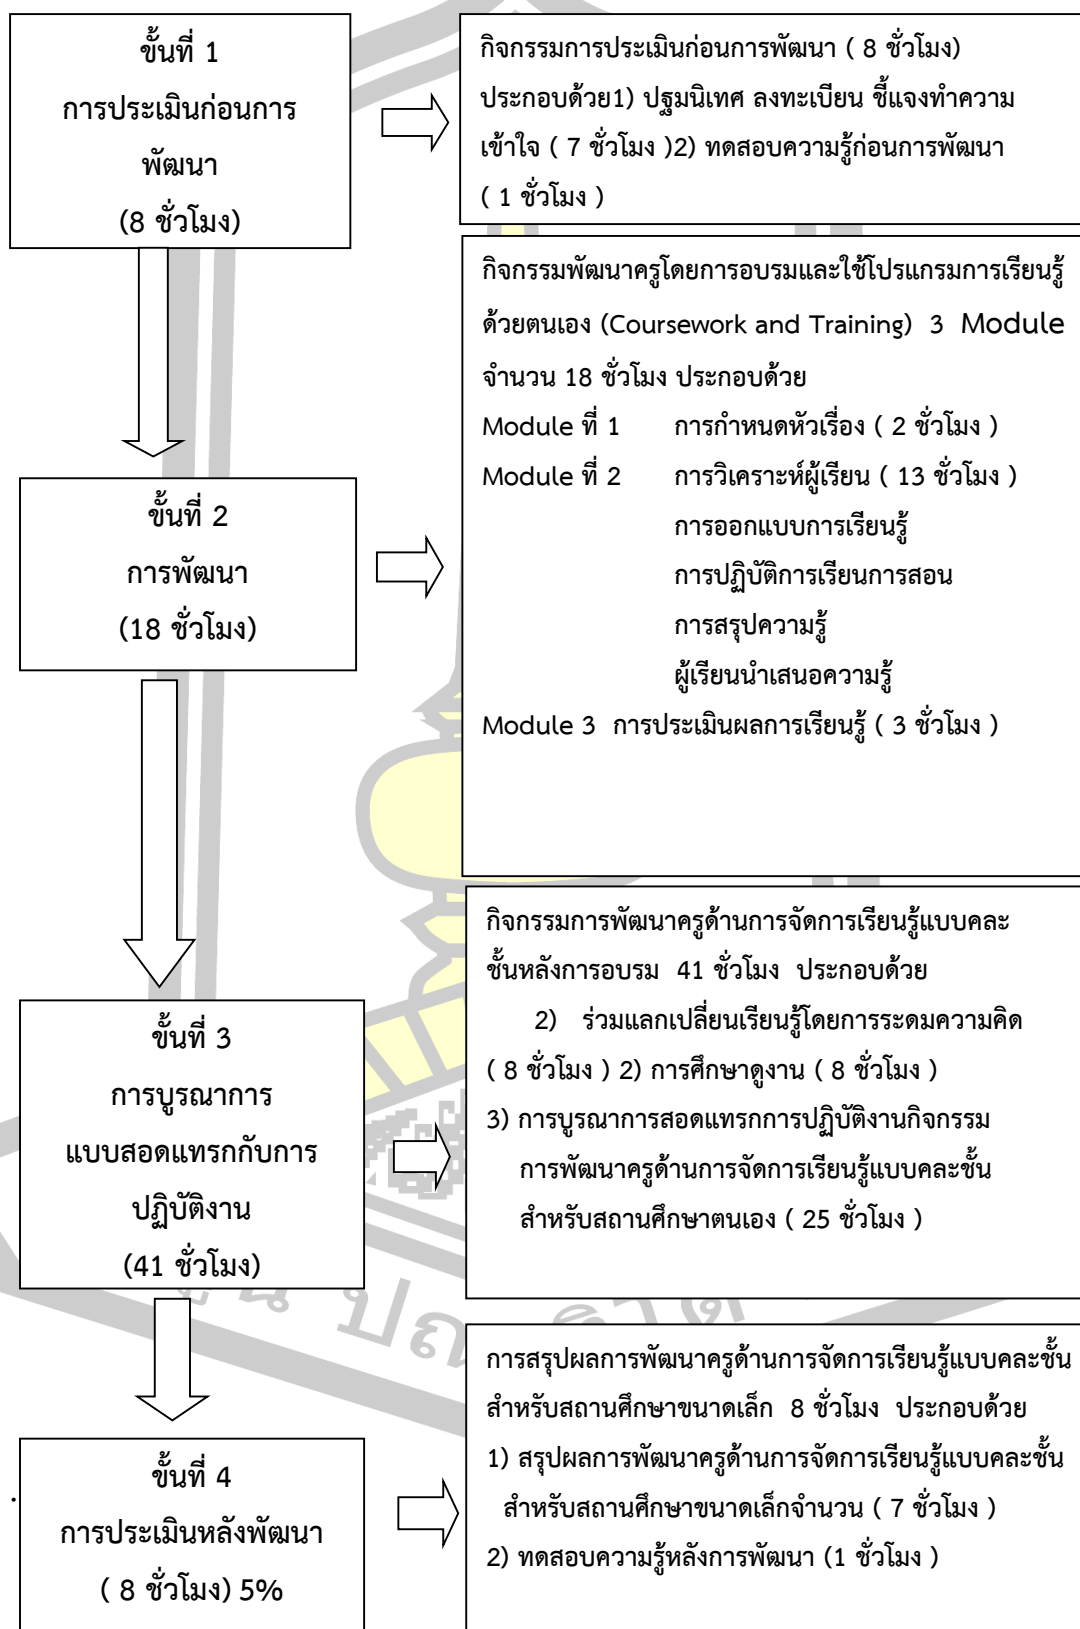 ขั้นที่ 1
การประเมินก่อนการ
พัฒนา
(8 ชั่วโมง)
กิจกรรมการประเมินก่อนการพัฒนา ( 8 ชั่วโมง)
ประกอบด้วย1) ปฐมนิเทศ ลงทะเบียน ชี้แจงทำความ
เข้าใจ ( 7 ชั่วโมง )2) ทดสอบความรู้ก่อนการพัฒนา
( 1 ชั่วโมง )
ขั้นที่ 2
การพัฒนา
(18 ชั่วโมง)
กิจกรรมพัฒนาครูโดยการอบรมและใช้โปรแกรมการเรียนรู้
ด้วยตนเอง (Coursework and Training) 3 Module
จำนวน 18 ชั่วโมง ประกอบด้วย
Module ที่ 1 การกำหนดหัวเรื่อง ( 2 ชั่วโมง )
Module ที่ 2 การวิเคราะห์ผู้เรียน ( 13 ชั่วโมง )
การออกแบบการเรียนรู้
การปฏิบัติการเรียนการสอน
การสรุปความรู้
ผู้เรียนนำเสนอความรู้
Module 3 การประเมินผลการเรียนรู้ ( 3 ชั่วโมง )
ขั้นที่ 3
การบูรณาการ
แบบสอดแทรกกับการ
ปฏิบัติงาน
(41 ชั่วโมง)
กิจกรรมการพัฒนาครูด้านการจัดการเรียนรู้แบบคละ
ชั้นหลังการอบรม 41 ชั่วโมง ประกอบด้วย
2) ร่วมแลกเปลี่ยนเรียนรู้โดยการระดมความคิด
( 8 ชั่วโมง ) 2) การศึกษาดูงาน ( 8 ชั่วโมง )
3) การบูรณาการสอดแทรกการปฏิบัติงานกิจกรรม
การพัฒนาครูด้านการจัดการเรียนรู้แบบคละชั้น
สำหรับสถานศึกษาตนเอง ( 25 ชั่วโมง )
. ขั้นที่ 4
การประเมินหลังพัฒนา
( 8 ชั่วโมง) 5%
การสรุปผลการพัฒนาครูด้านการจัดการเรียนรู้แบบคละชั้น
สำหรับสถานศึกษาขนาดเล็ก 8 ชั่วโมง ประกอบด้วย
1) สรุปผลการพัฒนาครูด้านการจัดการเรียนรู้แบบคละชั้น
สำหรับสถานศึกษาขนาดเล็กจำนวน ( 7 ชั่วโมง )
2) ทดสอบความรู้หลังการพัฒนา (1 ชั่วโมง )